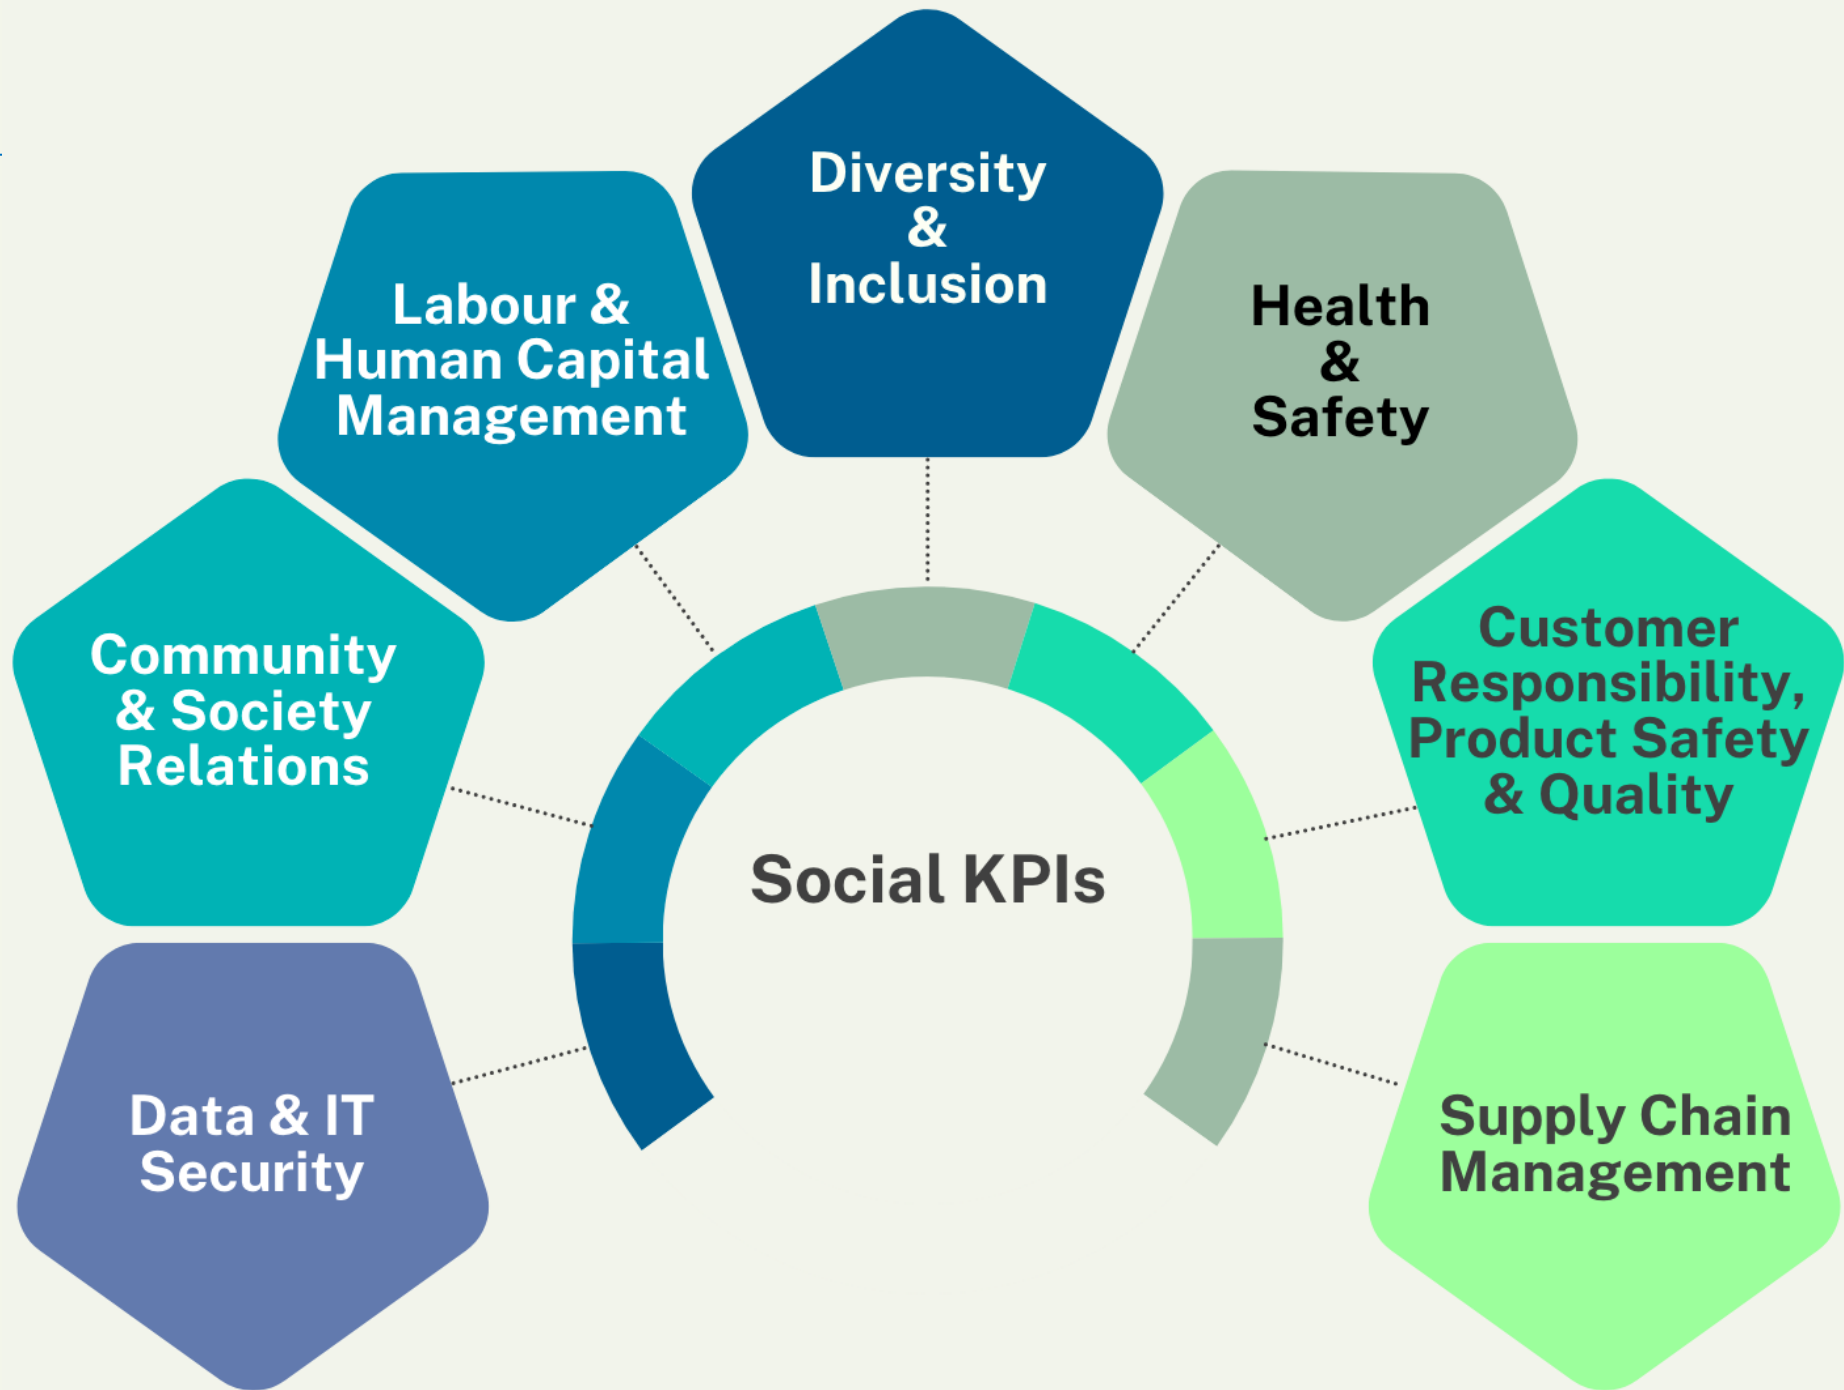 Diversity
&
Inclusion
Labour &
Human Capital
Management
Health
&
Safety
Community
& Society
Relations
Customer
Responsibility,
Product Safety
& Quality
Social KPIs
Data & IT
Security
Supply Chain
Management